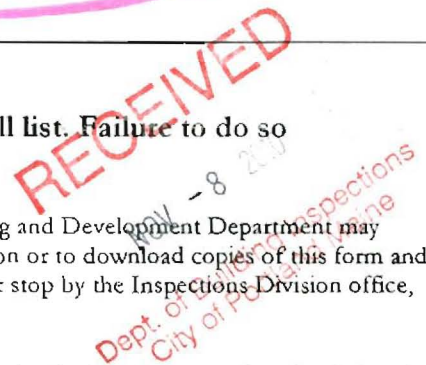 ll list. Failure to do so
RECEIVED
NOV - 8
g and Development Department may
on or to download copies of this form and
r stop by the Inspections Division office,
Dept. of Building Inspections
City of Portland Maine